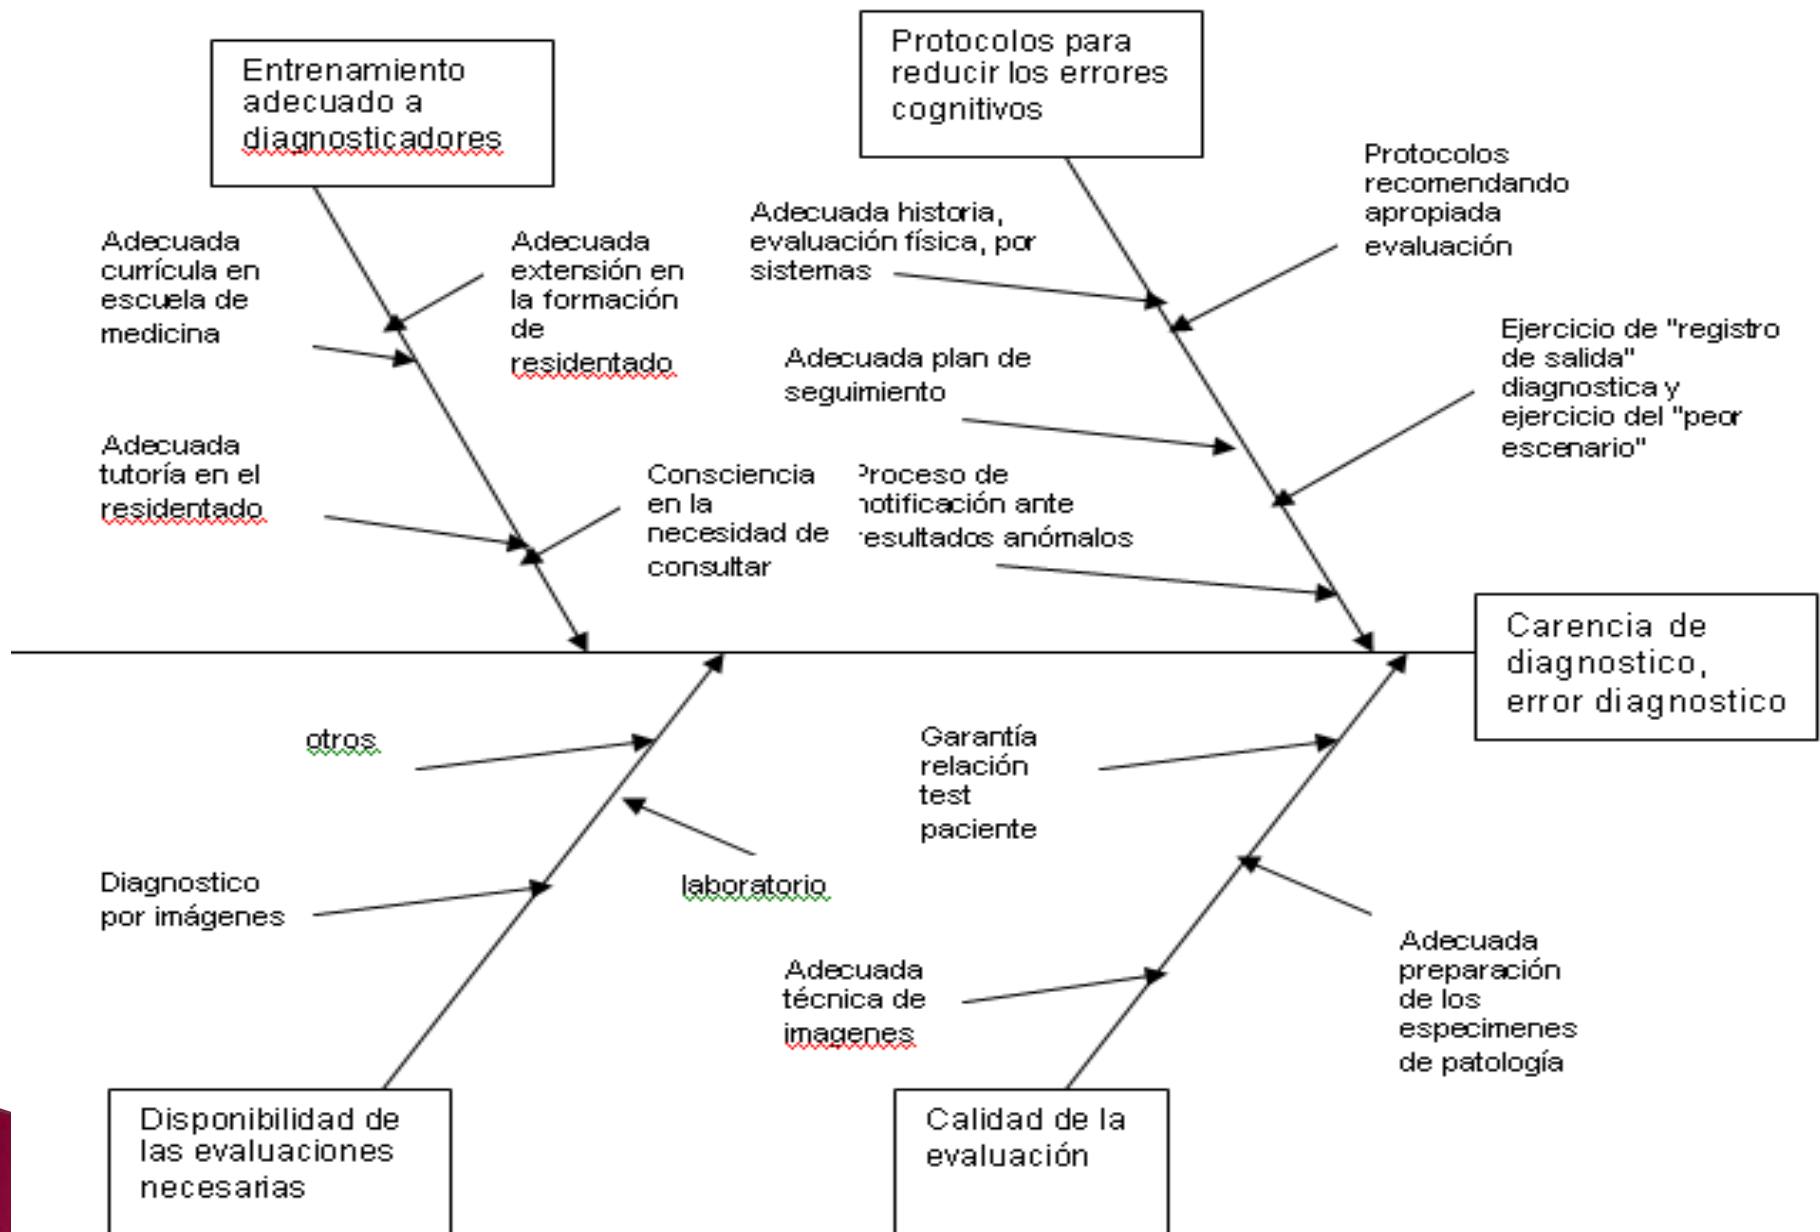 Entrenamiento
adecuado a
diagnosticadores
Protocolos para
reducir los errores
cognitivos
Adecuada
currícula en
escuela de
medicina
Adecuada
extensión en
la formación
de
residentado
Adecuada historia,
evaluación física, por
sistemas
Protocolos
recomendando
apropiada
evaluación
Adecuada plan de
seguimiento
Ejercicio de "registro
de salida"
diagnostica y
ejercicio del "peor
escenario"
Adecuada
tutoría en el
residentado
Consciencia
en la
necesidad de
consultar
Proceso de
notificación ante
resultados anómalos
Carencia de
diagnostico,
error diagnostico
otros
Diagnostico
por imágenes
laboratorio
Garantía
relación
test
paciente
Adecuada
técnica de
imagenes
Adecuada
preparación
de los
especimenes
de patología
Disponibilidad de
las evaluaciones
necesarias
Calidad de la
evaluación